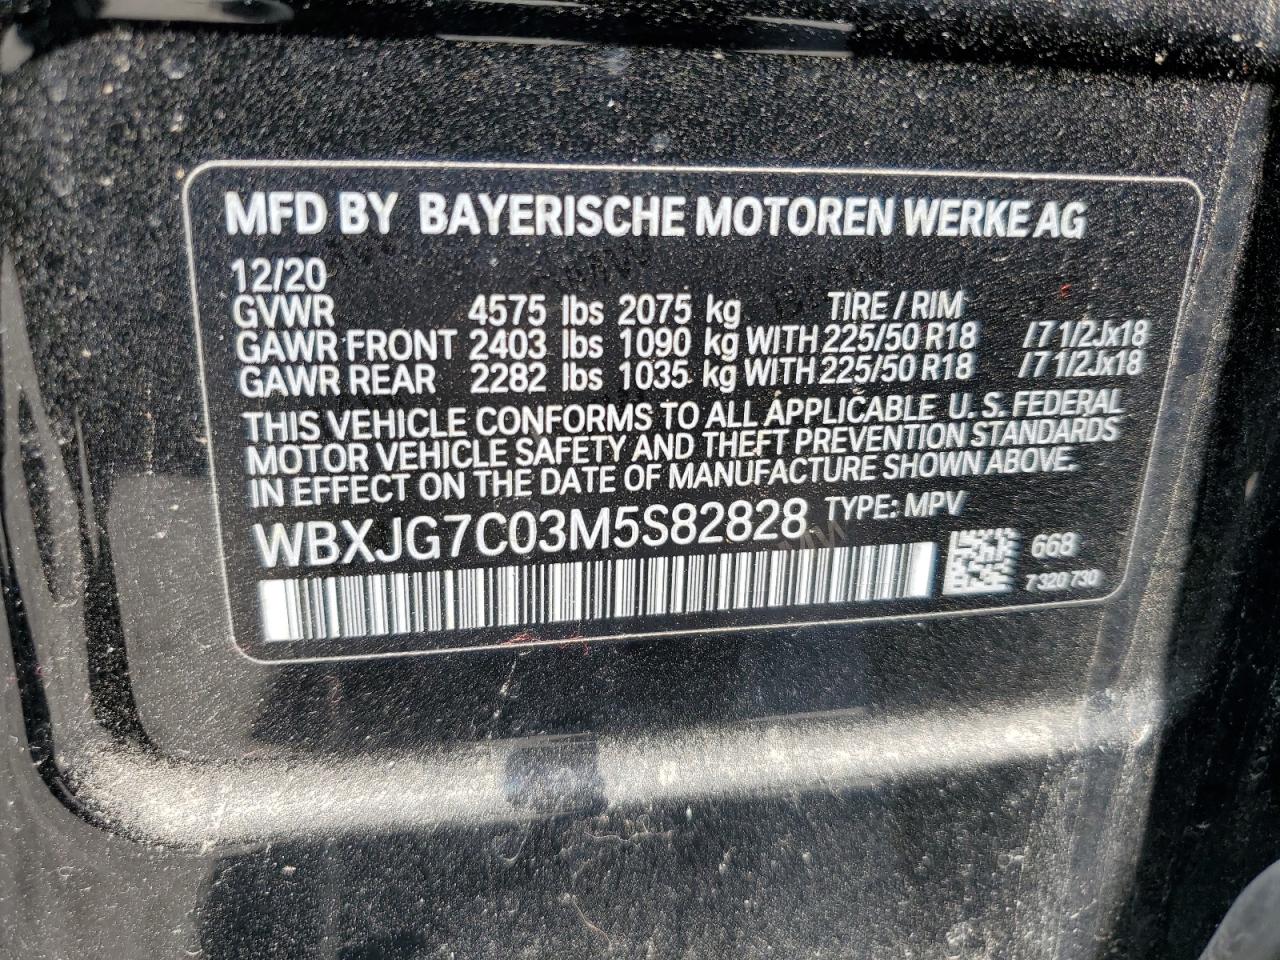 MFD BY BAYERISCHE MOTOREN WERKE AG
12/20
GVWR 4575 lbs 2075 kg TIRE / RIM
GAWR FRONT 2403 lbs 1090 kg WITH 225/50 R18 /7 1/2Jx18
GAWR REAR 2282 lbs 1035 kg WITH 225/50 R18 /7 1/2Jx18
THIS VEHICLE CONFORMS TO ALL APPLICABLE U.S. FEDERAL
MOTOR VEHICLE SAFETY AND THEFT PREVENTION STANDARDS
IN EFFECT ON THE DATE OF MANUFACTURE SHOWN ABOVE.
WBXJG7C03M5S82828 TYPE: MPV
668
7 320 730